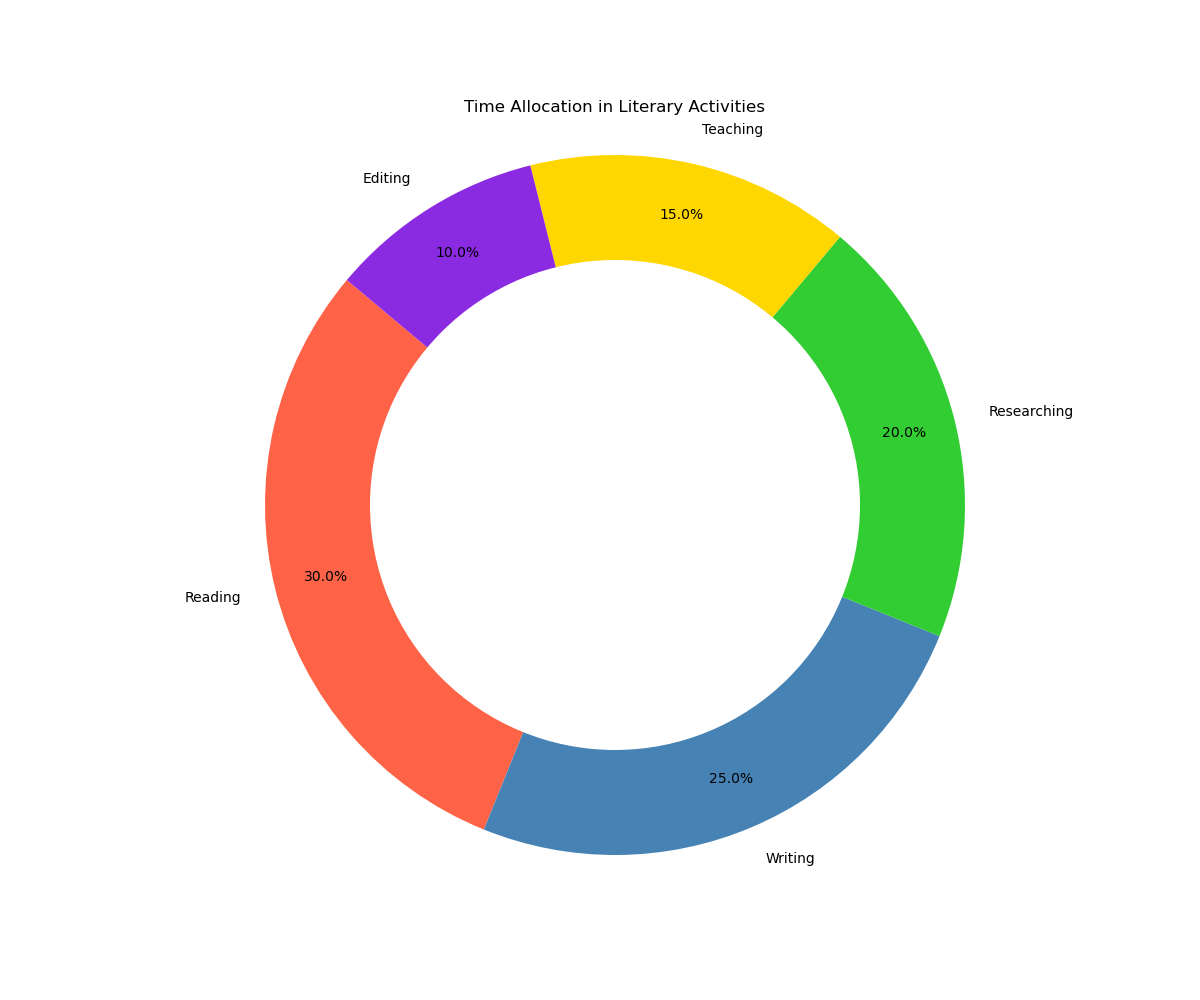 Time Allocation in Literary Activities
Teaching
Editing
15.0%
10.0%
Researching
20.0%
30.0%
Reading
25.0%
Writing